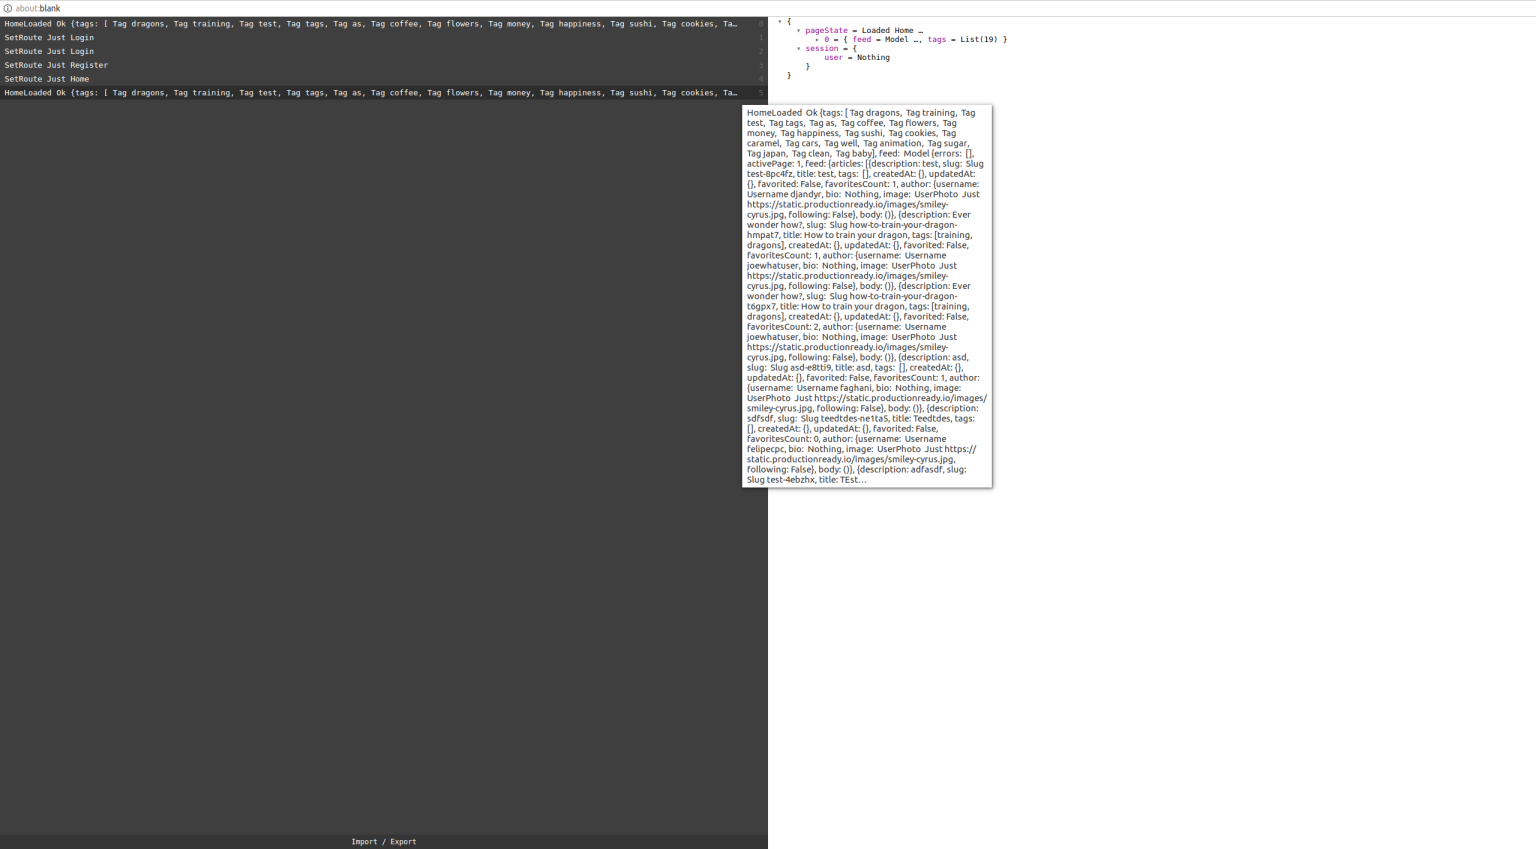 about:blank
HomeLoaded Ok {tags: [ Tag dragons, Tag training, Tag test, Tag tags, Tag as, Tag coffee, Tag flowers, Tag money, Tag happiness, Tag sushi, Tag cookies, Ta… 0
SetRoute Just Login 1
SetRoute Just Login 2
SetRoute Just Register 3
SetRoute Just Home 4
HomeLoaded Ok {tags: [ Tag dragons, Tag training, Tag test, Tag tags, Tag as, Tag coffee, Tag flowers, Tag money, Tag happiness, Tag sushi, Tag cookies, Ta… 5
Import / Export
{
pageState = Loaded Home …
0 = { feed = Model …, tags = List(19) }
session = {
user = Nothing
}
}
HomeLoaded Ok {tags: [ Tag dragons, Tag training, Tag
test, Tag tags, Tag as, Tag coffee, Tag flowers, Tag
money, Tag happiness, Tag sushi, Tag cookies, Tag
caramel, Tag cars, Tag well, Tag animation, Tag sugar,
Tag japan, Tag clean, Tag baby], feed: Model {errors: [],
activePage: 1, feed: {articles: [{description: test, slug: Slug
test-8pc4fz, title: test, tags: [], createdAt: {}, updatedAt:
{}, favorited: False, favoritesCount: 1, author: {username:
Username djandyr, bio: Nothing, image: UserPhoto Just
https://static.productionready.io/images/smiley-
cyrus.jpg, following: False}, body: ()}, {description: Ever
wonder how?, slug: Slug how-to-train-your-dragon-
hmpat7, title: How to train your dragon, tags: [training,
dragons], createdAt: {}, updatedAt: {}, favorited: False,
favoritesCount: 1, author: {username: Username
joewhatuser, bio: Nothing, image: UserPhoto Just
https://static.productionready.io/images/smiley-
cyrus.jpg, following: False}, body: ()}, {description: Ever
wonder how?, slug: Slug how-to-train-your-dragon-
t6gpx7, title: How to train your dragon, tags: [training,
dragons], createdAt: {}, updatedAt: {}, favorited: False,
favoritesCount: 2, author: {username: Username
joewhatuser, bio: Nothing, image: UserPhoto Just
https://static.productionready.io/images/smiley-
cyrus.jpg, following: False}, body: ()}, {description: asd,
slug: Slug asd-e8tti9, title: asd, tags: [], createdAt: {},
updatedAt: {}, favorited: False, favoritesCount: 1, author:
{username: Username faghani, bio: Nothing, image:
UserPhoto Just https://static.productionready.io/images/
smiley-cyrus.jpg, following: False}, body: ()}, {description:
sdfsdf, slug: Slug teedtdes-ne1ta5, title: Teedtdes, tags:
[], createdAt: {}, updatedAt: {}, favorited: False,
favoritesCount: 0, author: {username: Username
felipecpc, bio: Nothing, image: UserPhoto Just https://
static.productionready.io/images/smiley-cyrus.jpg,
following: False}, body: ()}, {description: adfasdf, slug:
Slug test-4ebzhx, title: TEst…